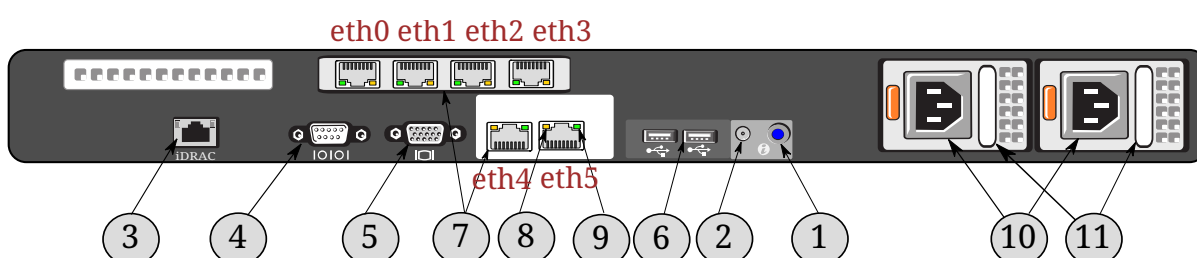 eth0 eth1 eth2 eth3
iDRAC
IOIOI
i
eth4 eth5
3 4 5 7 8 9 6 2 1 10 11